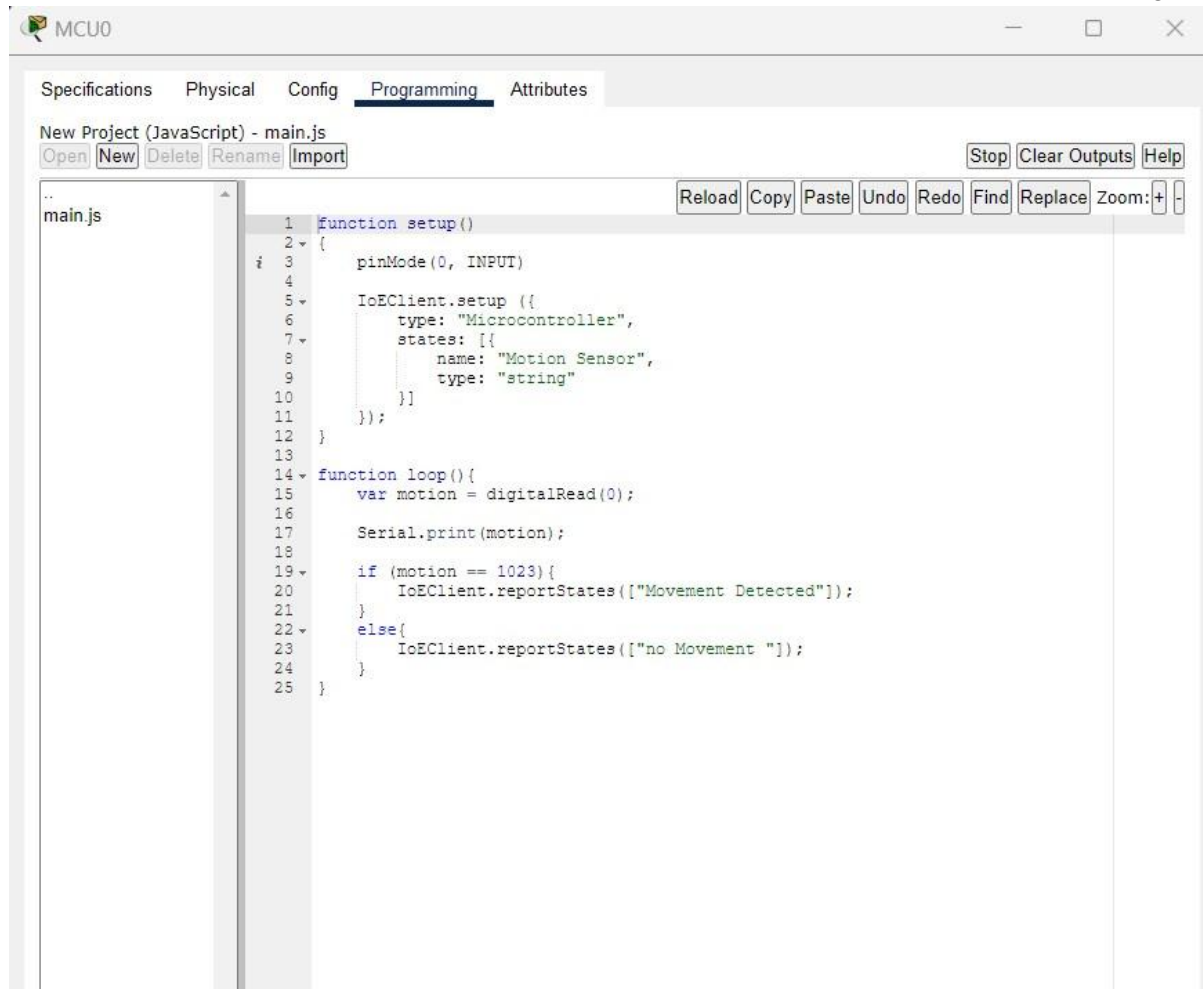 MCU0
Specifications Physical Config Programming Attributes
New Project (JavaScript) - main.js
Open New Delete Rename Import Stop Clear Outputs Help
Reload Copy Paste Undo Redo Find Replace Zoom: + -
..
main.js
1 function setup()
2 {
i 3 pinMode(0, INPUT)
4
5 IoEClient.setup ({
6 type: "Microcontroller",
7 states: [{
8 name: "Motion Sensor",
9 type: "string"
10 }]
11 });
12 }
13
14 function loop(){
15 var motion = digitalRead(0);
16
17 Serial.print(motion);
18
19 if (motion == 1023){
20 IoEClient.reportStates(["Movement Detected"]);
21 }
22 else{
23 IoEClient.reportStates(["no Movement "]);
24 }
25 }